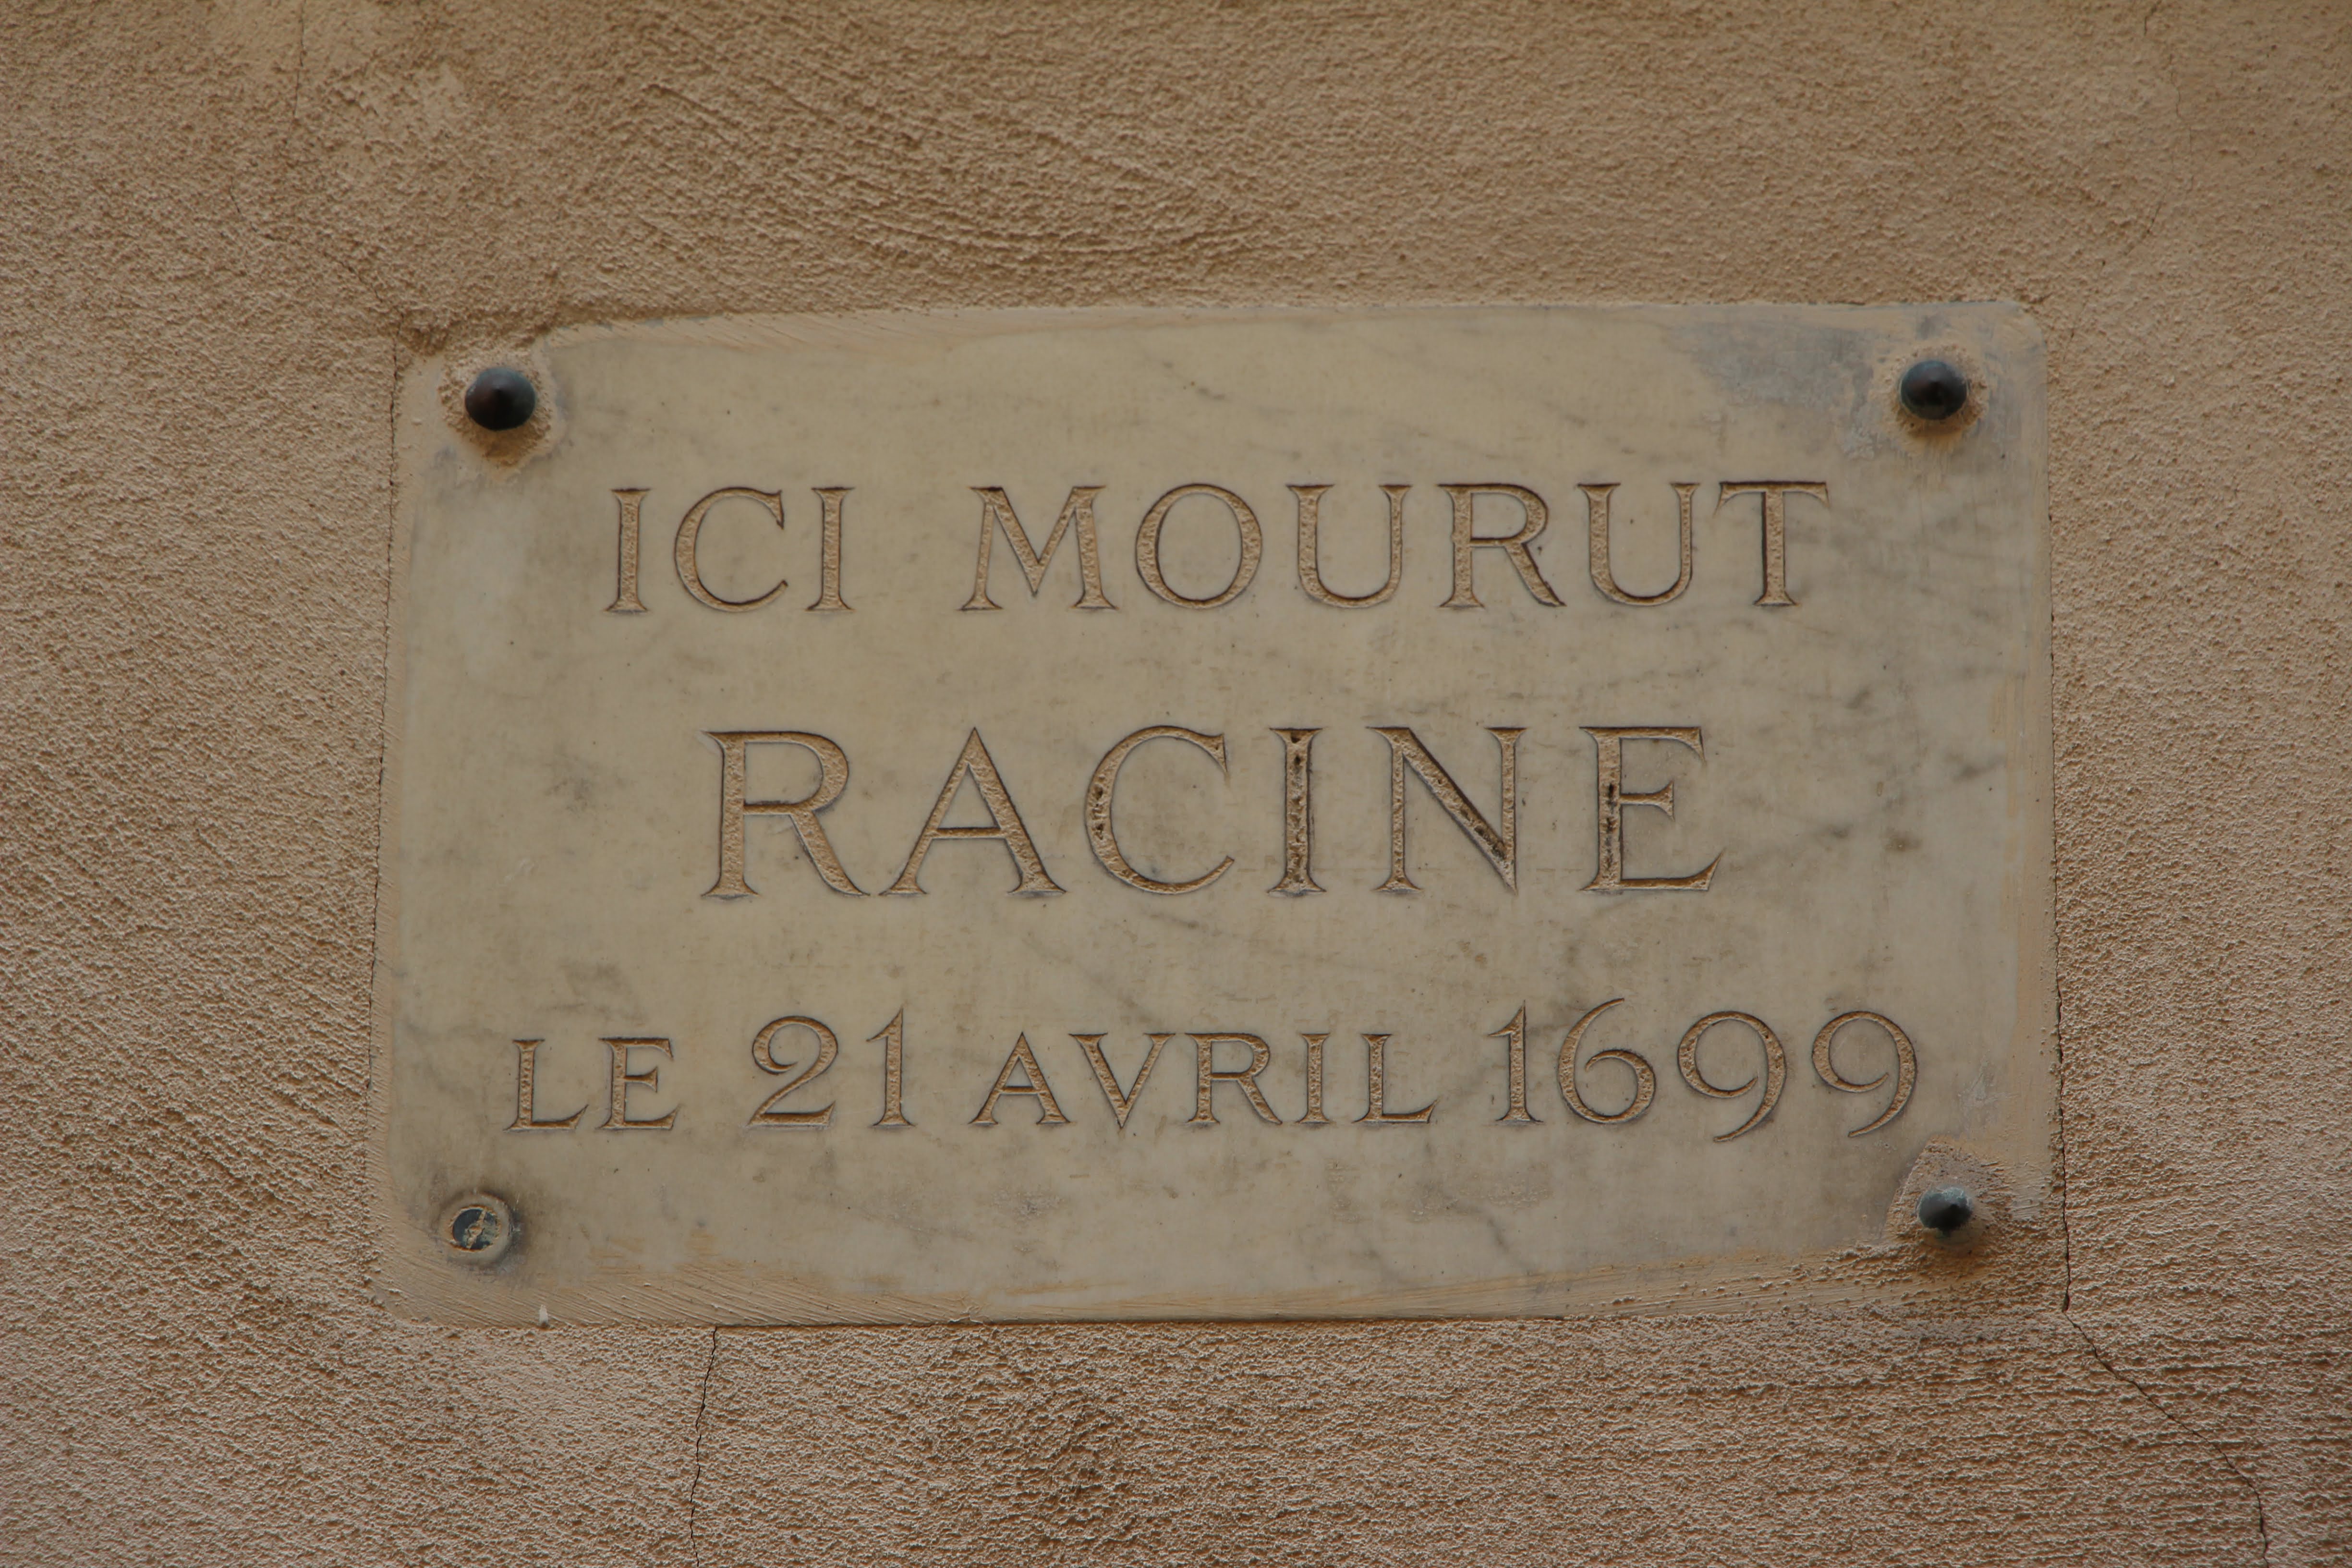 ICI MOURUT
RACINE
LE 21 AVRIL 1699